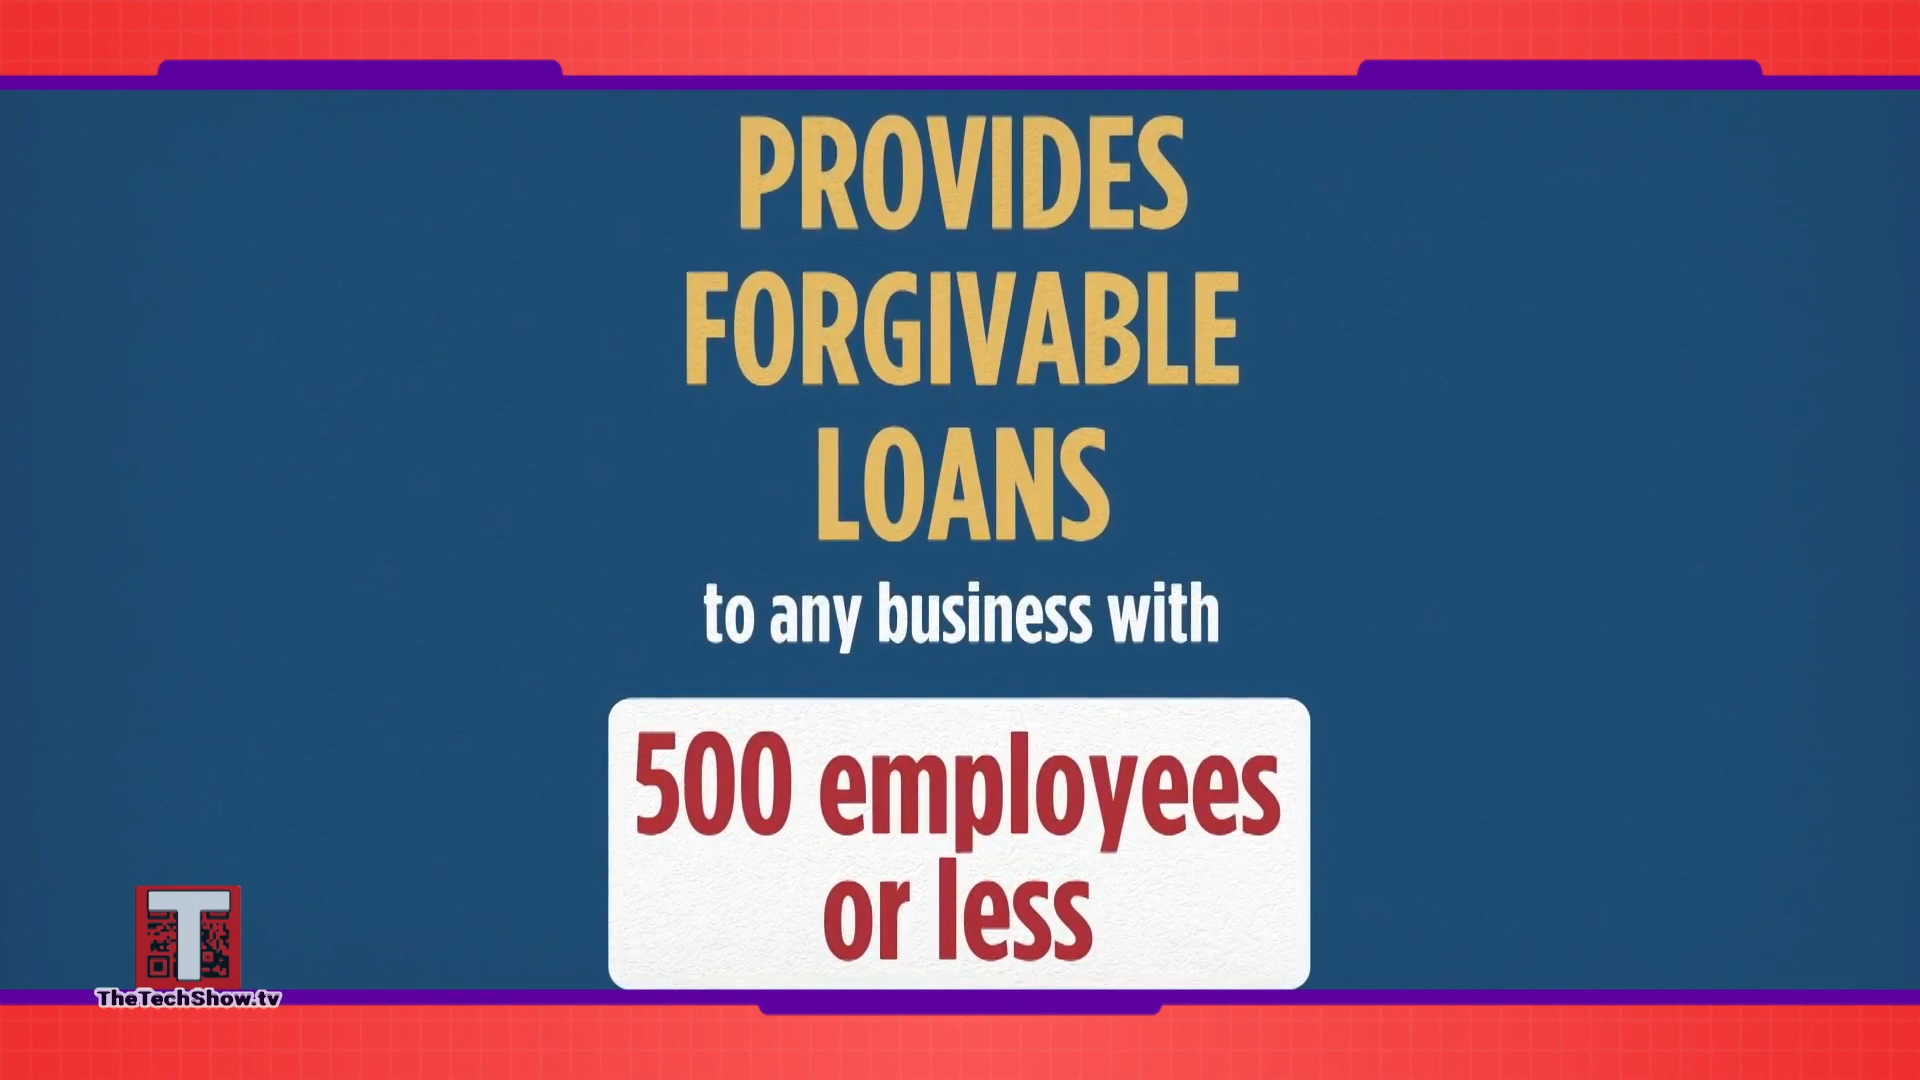 PROVIDES
FORGIVABLE
LOANS
to any business with
500 employees
or less
T
TheTechShow.tv